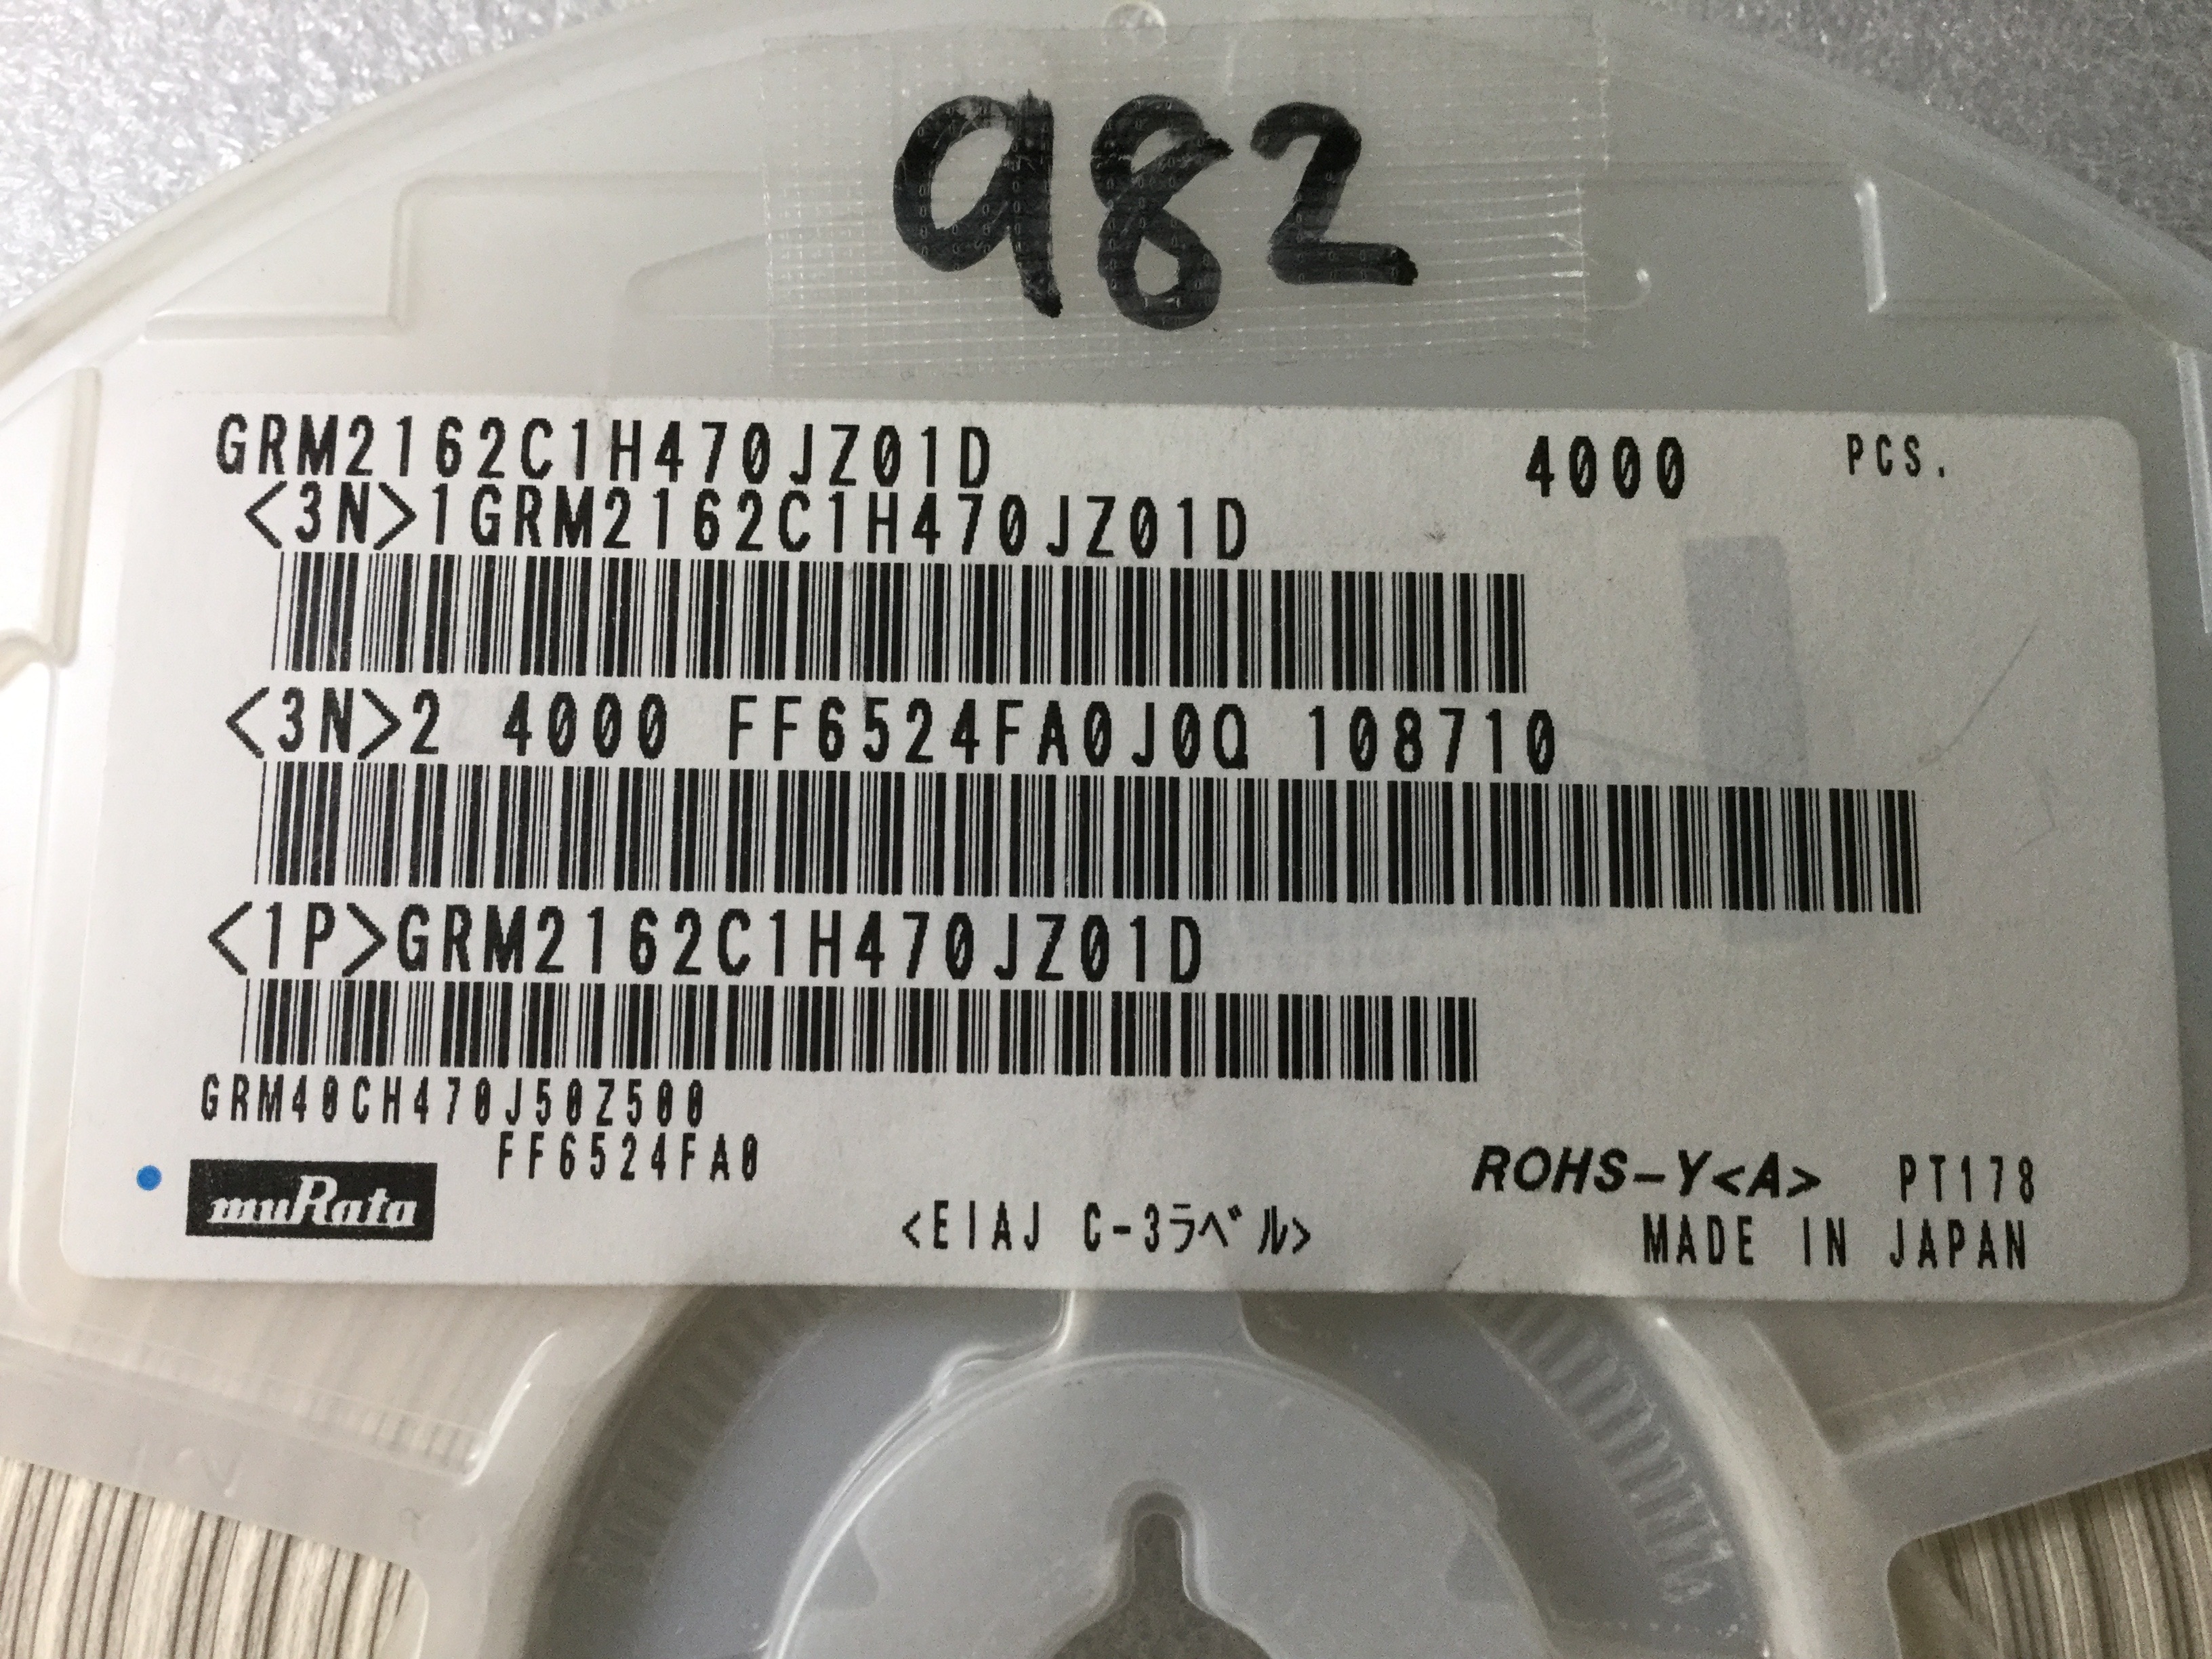 982
GRM2162C1H470JZ01D 4000 PCS.
<3N>1GRM2162C1H470JZ01D
<3N>2 4000 FF6524FA0J0Q 108710
<1P>GRM2162C1H470JZ01D
GRM40CH470J50Z500
FF6524FA0
muRata
ROHS-Y<A> PT178
<EIAJ C-3ラベル>
MADE IN JAPAN